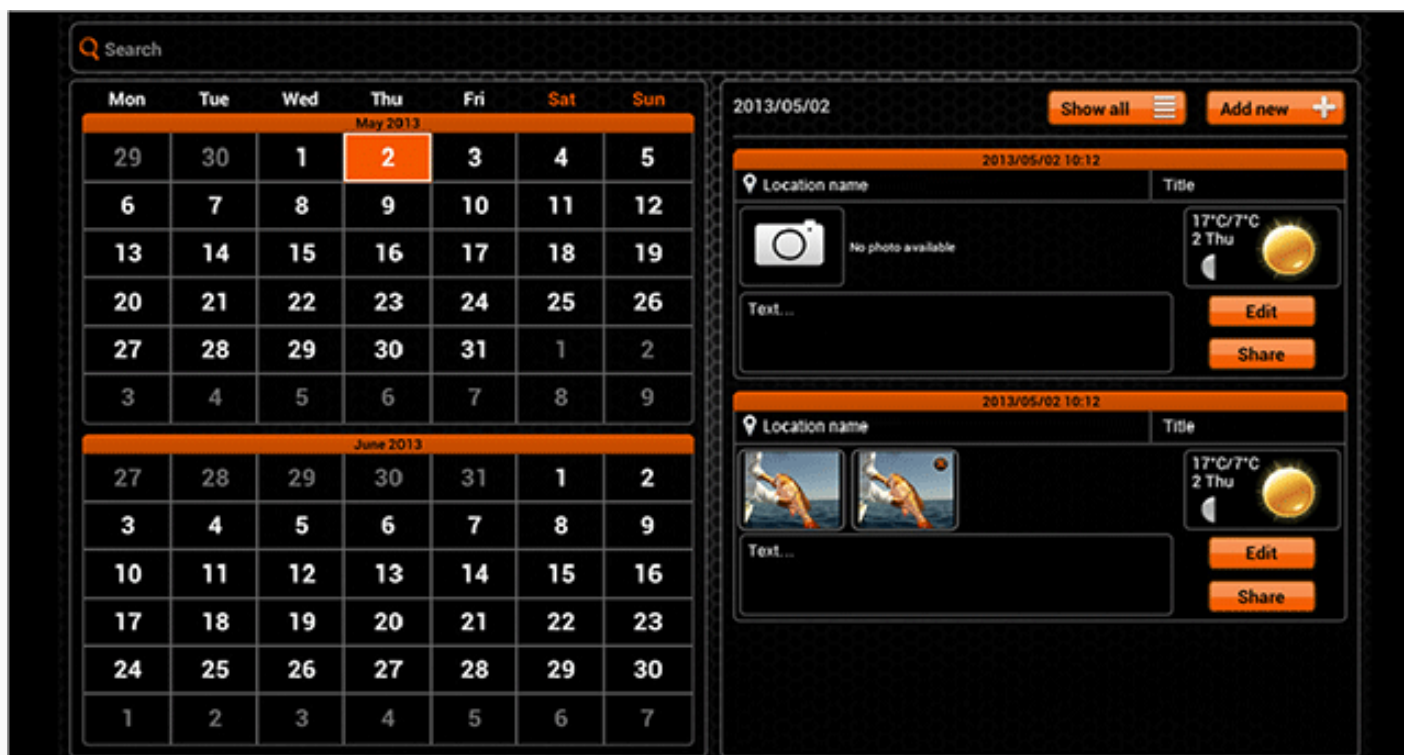 Search
Mon Tue Wed Thu Fri Sat Sun
May 2013
29 30 1 2 3 4 5
6 7 8 9 10 11 12
13 14 15 16 17 18 19
20 21 22 23 24 25 26
27 28 29 30 31 1 2
3 4 5 6 7 8 9
June 2013
27 28 29 30 31 1 2
3 4 5 6 7 8 9
10 11 12 13 14 15 16
17 18 19 20 21 22 23
24 25 26 27 28 29 30
1 2 3 4 5 6 7
2013/05/02 Show all Add new
2013/05/02 10:12
Location name Title
No photo available
17°C/7°C
2 Thu
Text...
Edit
Share
2013/05/02 10:12
Location name Title
17°C/7°C
2 Thu
Text...
Edit
Share